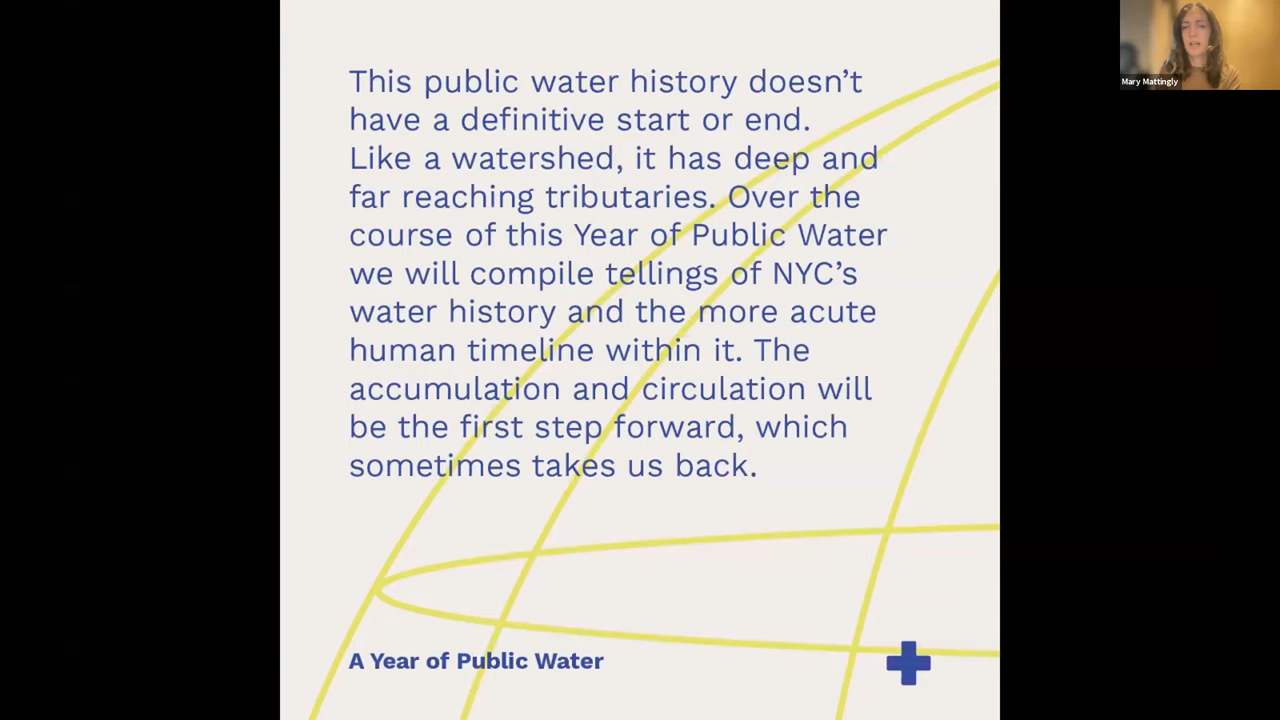 This public water history doesn’t
have a definitive start or end.
Like a watershed, it has deep and
far reaching tributaries. Over the
course of this Year of Public Water
we will compile tellings of NYC’s
water history and the more acute
human timeline within it. The
accumulation and circulation will
be the first step forward, which
sometimes takes us back.
A Year of Public Water
Mary Mattingly